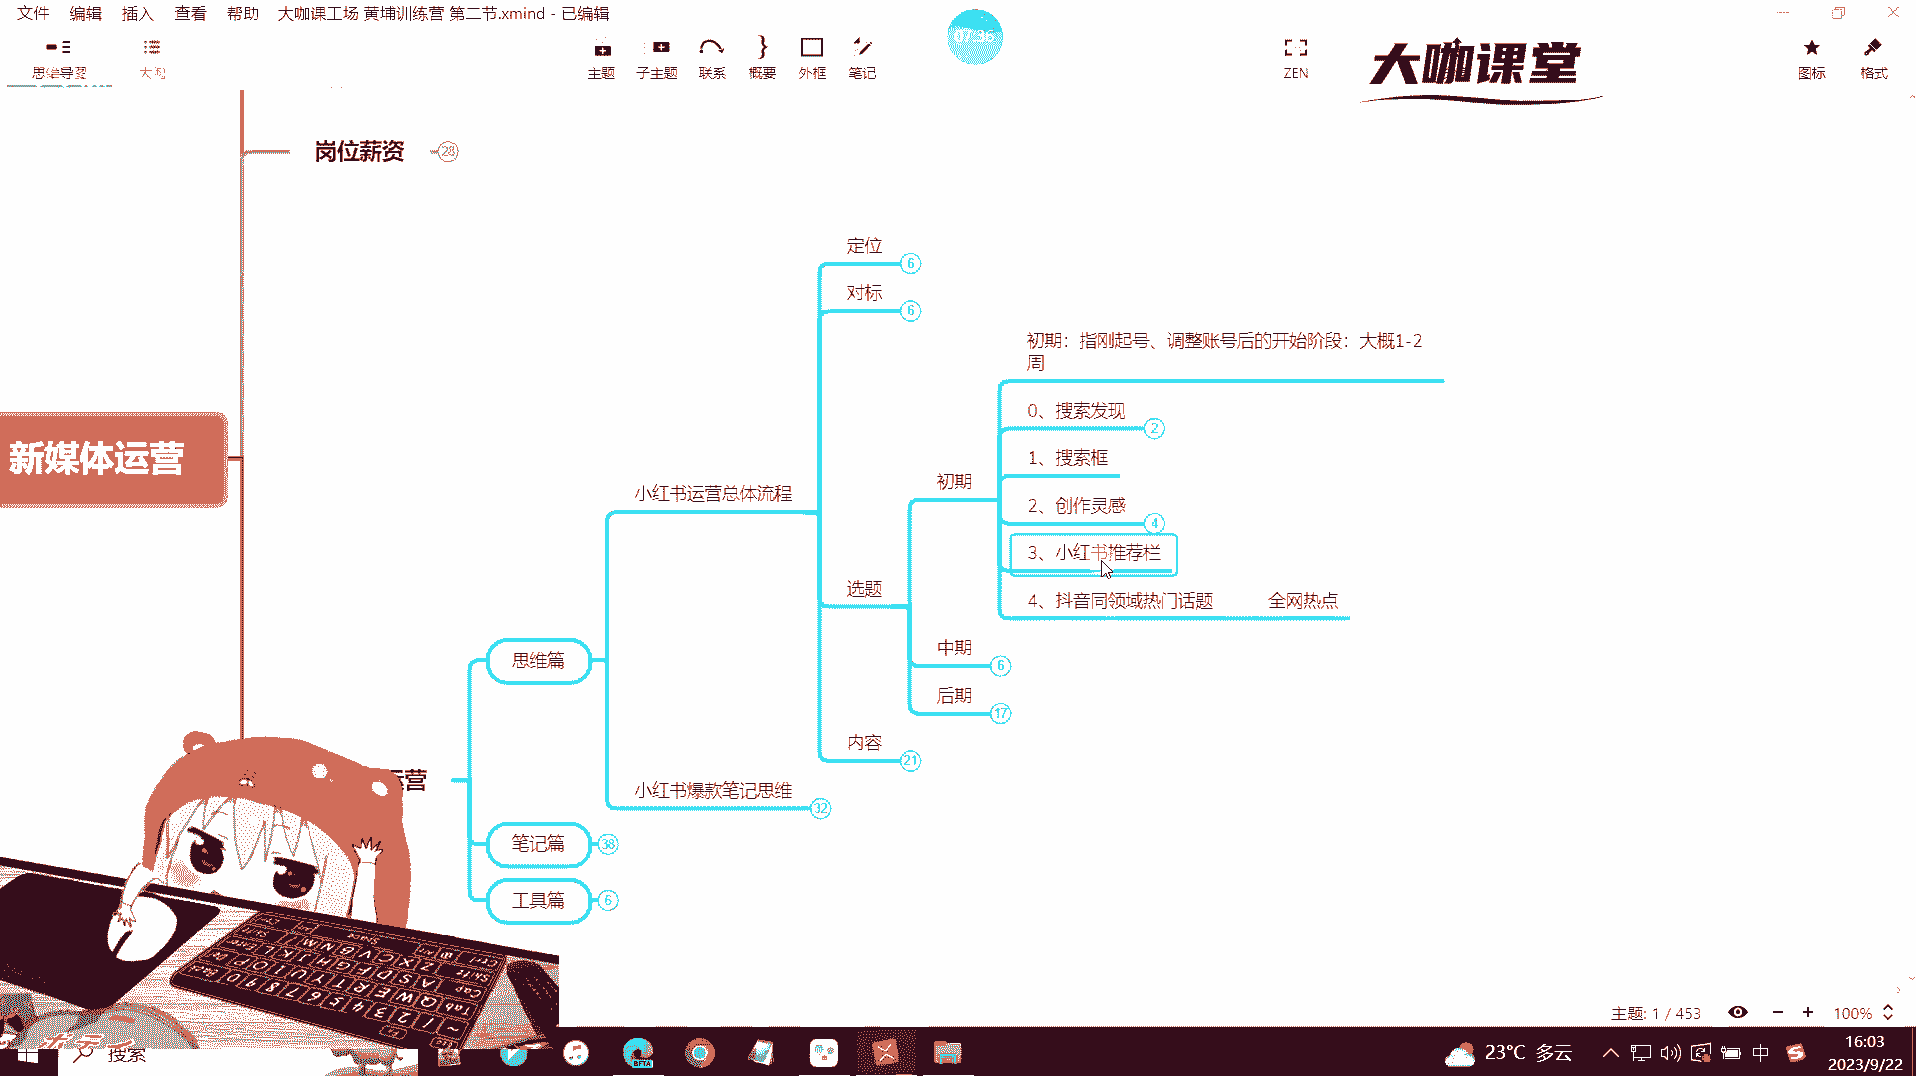 文件 编辑 插入 查看 帮助 大咖课工场 黄埔训练营 第二节.xmind - 已编辑
07:36
思维导图
大纲
主题
子主题
联系
概要
外框
笔记
ZEN
大咖课堂
图标
格式
岗位薪资
28
定位
6
对标
6
初期：指刚起号、调整账号后的开始阶段：大概1-2
周
0、搜索发现
2
1、搜索框
新媒体运营
初期
小红书运营总体流程
2、创作灵感
4
3、小红书推荐栏
选题
4、抖音同领域热门话题
全网热点
中期
6
思维篇
后期
17
内容
21
运营
小红书爆款笔记思维
32
笔记篇
38
工具篇
6
主题: 1 / 453
100%
搜索
BETA
23°C 多云
中
16:03
2023/9/22